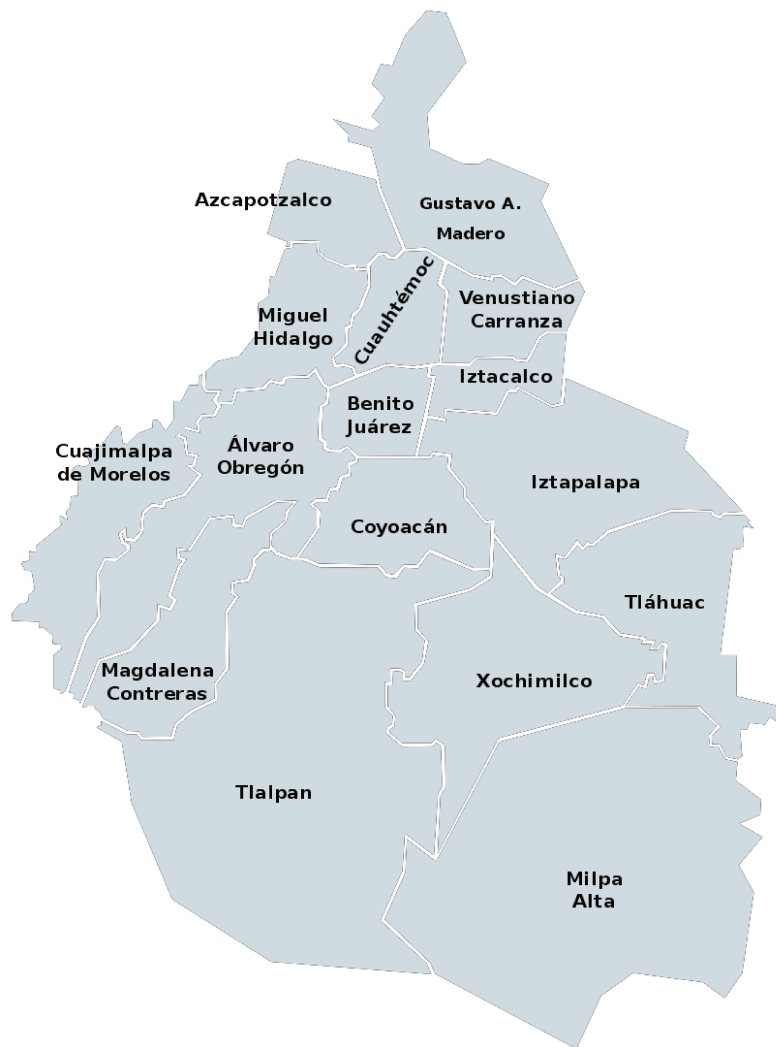 Azcapotzalco
Gustavo A.
Madero
Cuauhtémoc
Venustiano
Carranza
Miguel
Hidalgo
Iztacalco
Benito
Juárez
Cuajimalpa
de Morelos
Álvaro
Obregón
Iztapalapa
Coyoacán
Tláhuac
Magdalena
Contreras
Xochimilco
Tlalpan
Milpa
Alta